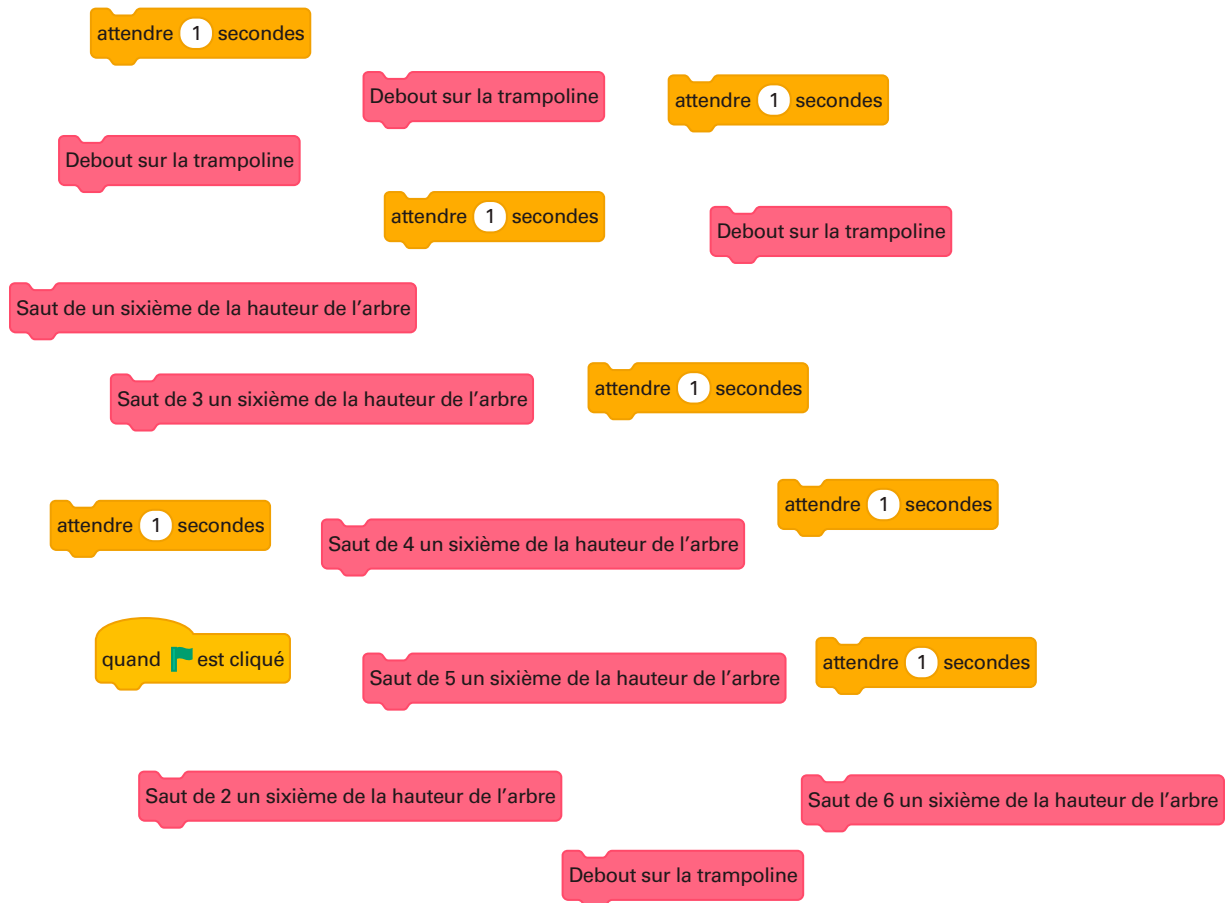 attendre 1 secondes
Debout sur la trampoline
attendre 1 secondes
Debout sur la trampoline
attendre 1 secondes
Debout sur la trampoline
Saut de un sixième de la hauteur de l’arbre
Saut de 3 un sixième de la hauteur de l’arbre
attendre 1 secondes
attendre 1 secondes
Saut de 4 un sixième de la hauteur de l’arbre
attendre 1 secondes
quand est cliqué
Saut de 5 un sixième de la hauteur de l’arbre
attendre 1 secondes
Saut de 2 un sixième de la hauteur de l’arbre
Saut de 6 un sixième de la hauteur de l’arbre
Debout sur la trampoline